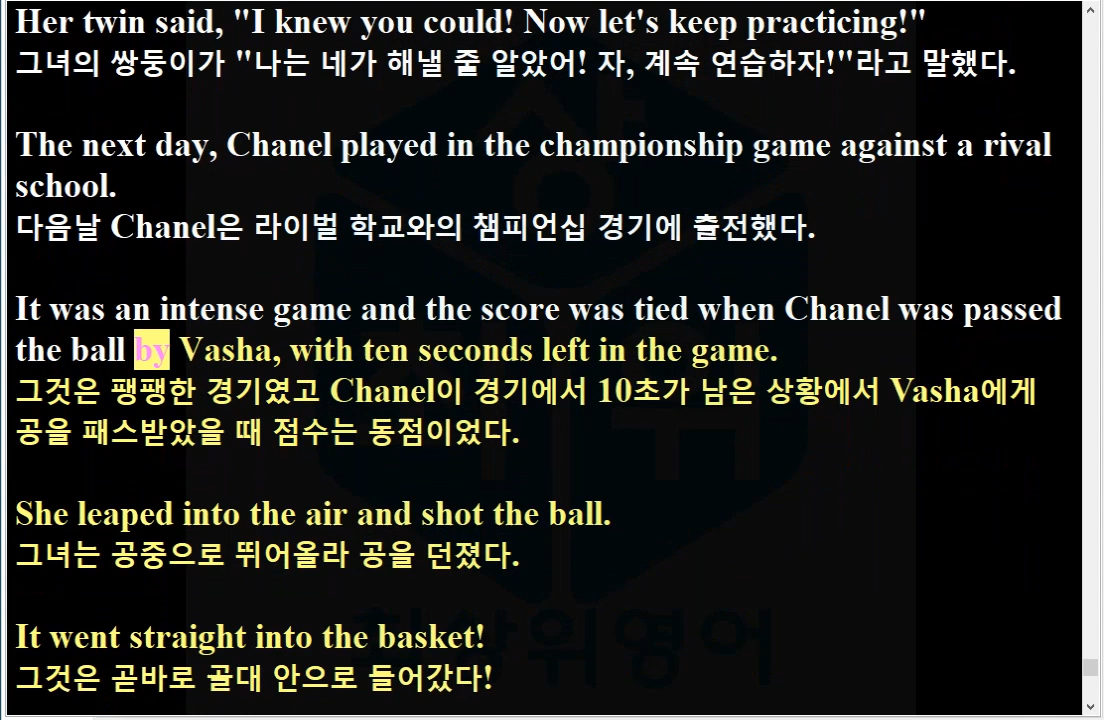 Her twin said, "I knew you could! Now let's keep practicing!"
그녀의 쌍둥이가 "나는 네가 해낼 줄 알았어! 자, 계속 연습하자!"라고 말했다.
The next day, Chanel played in the championship game against a rival
school.
다음날 Chanel은 라이벌 학교와의 챔피언십 경기에 출전했다.
It was an intense game and the score was tied when Chanel was passed
the ball by Vasha, with ten seconds left in the game.
그것은 팽팽한 경기였고 Chanel이 경기에서 10초가 남은 상황에서 Vasha에게
공을 패스받았을 때 점수는 동점이었다.
She leaped into the air and shot the ball.
그녀는 공중으로 뛰어올라 공을 던졌다.
It went straight into the basket!
그것은 곧바로 골대 안으로 들어갔다!